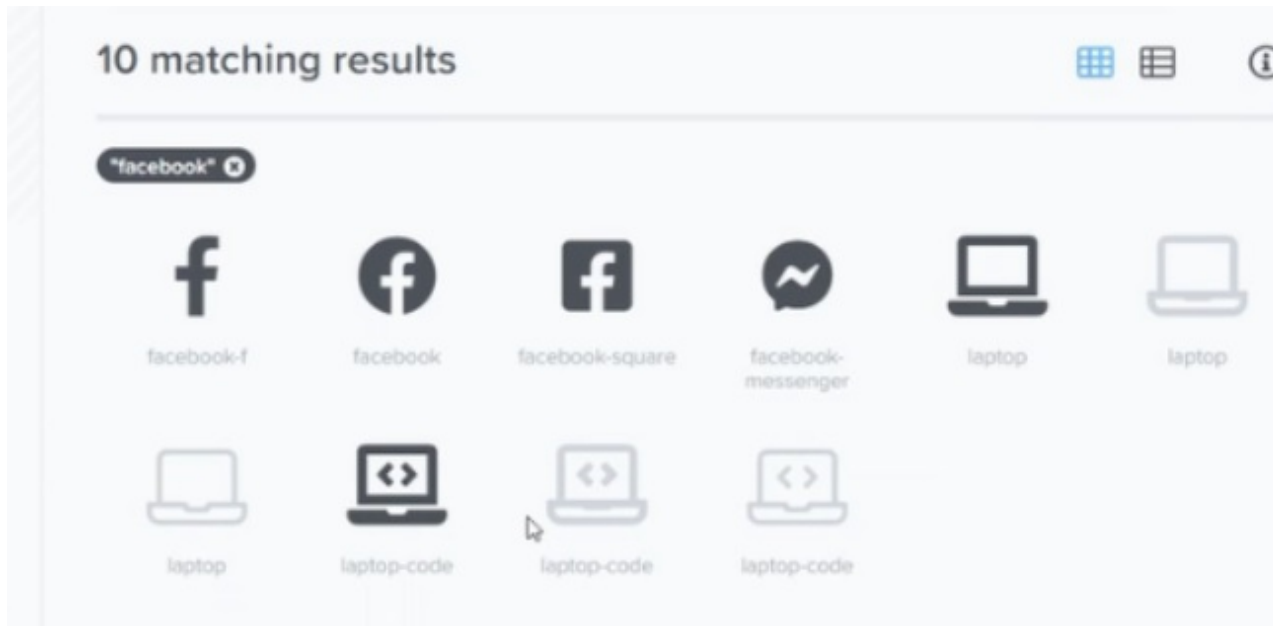 10 matching results
"facebook"
facebook-f
facebook
facebook-square
facebook-
messenger
laptop
laptop
laptop
laptop-code
laptop-code
laptop-code